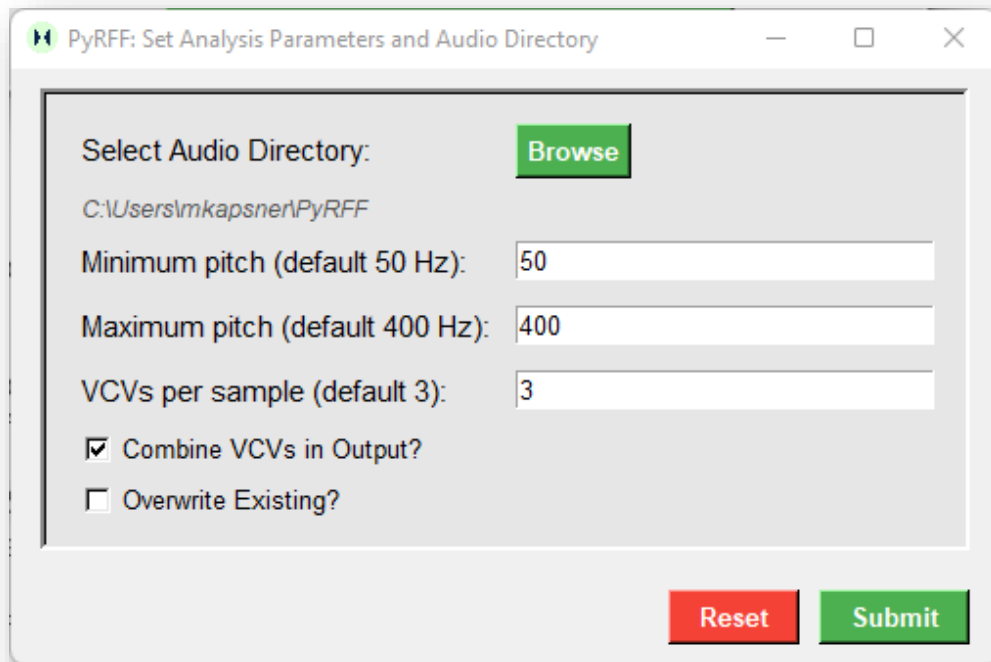 PyRFF: Set Analysis Parameters and Audio Directory
Select Audio Directory: Browse
C:\Users\mkapsner\PyRFF
Minimum pitch (default 50 Hz): 50
Maximum pitch (default 400 Hz): 400
VCVs per sample (default 3): 3
Combine VCVs in Output?
Overwrite Existing?
Reset Submit